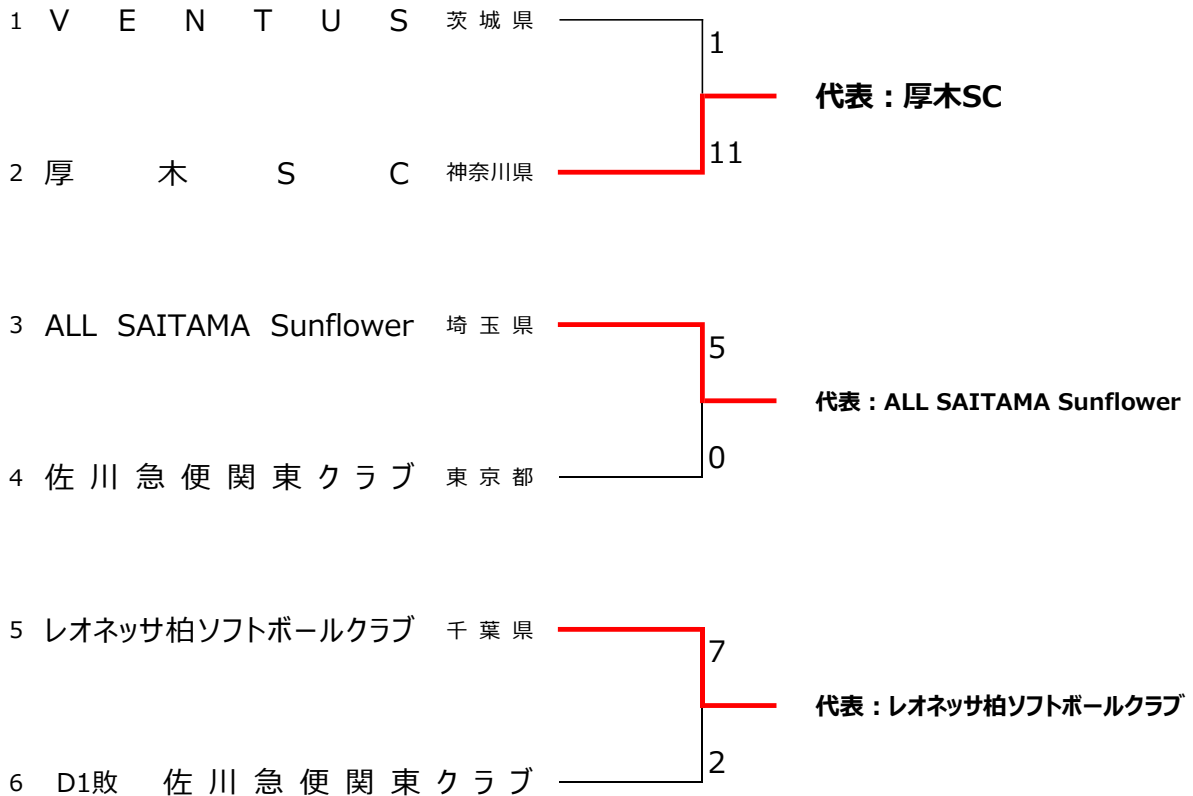 1 VENTUS 茨城県
1
代表：厚木SC
11
2 厚木SC 神奈川県
3 ALL SAITAMA Sunflower 埼玉県
5
代表：ALL SAITAMA Sunflower
0
4 佐川急便関東クラブ 東京都
5 レオネッサ柏ソフトボールクラブ 千葉県
7
代表：レオネッサ柏ソフトボールクラブ
2
6 D1敗 佐川急便関東クラブ